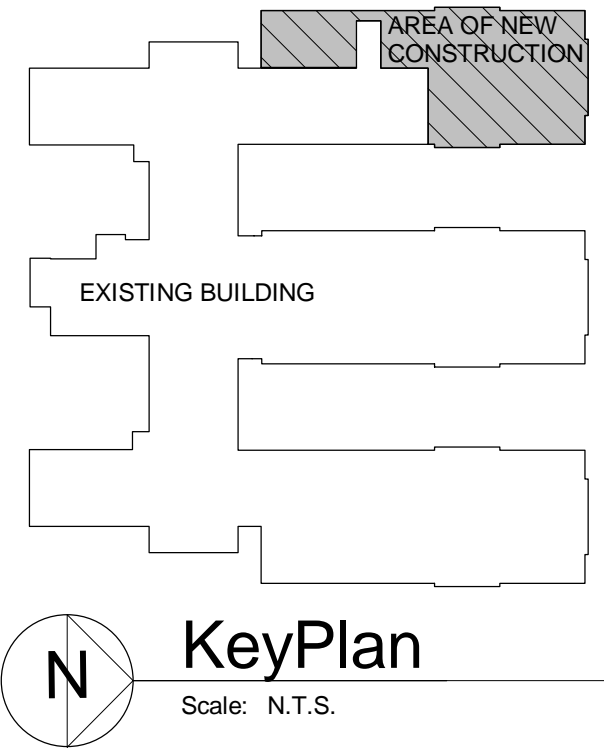 AREA OF NEW
CONSTRUCTION
EXISTING BUILDING
N
KeyPlan
Scale: N.T.S.